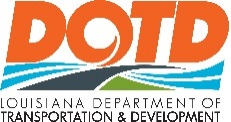 DOTD
LOUISIANA DEPARTMENT OF
TRANSPORTATION & DEVELOPMENT